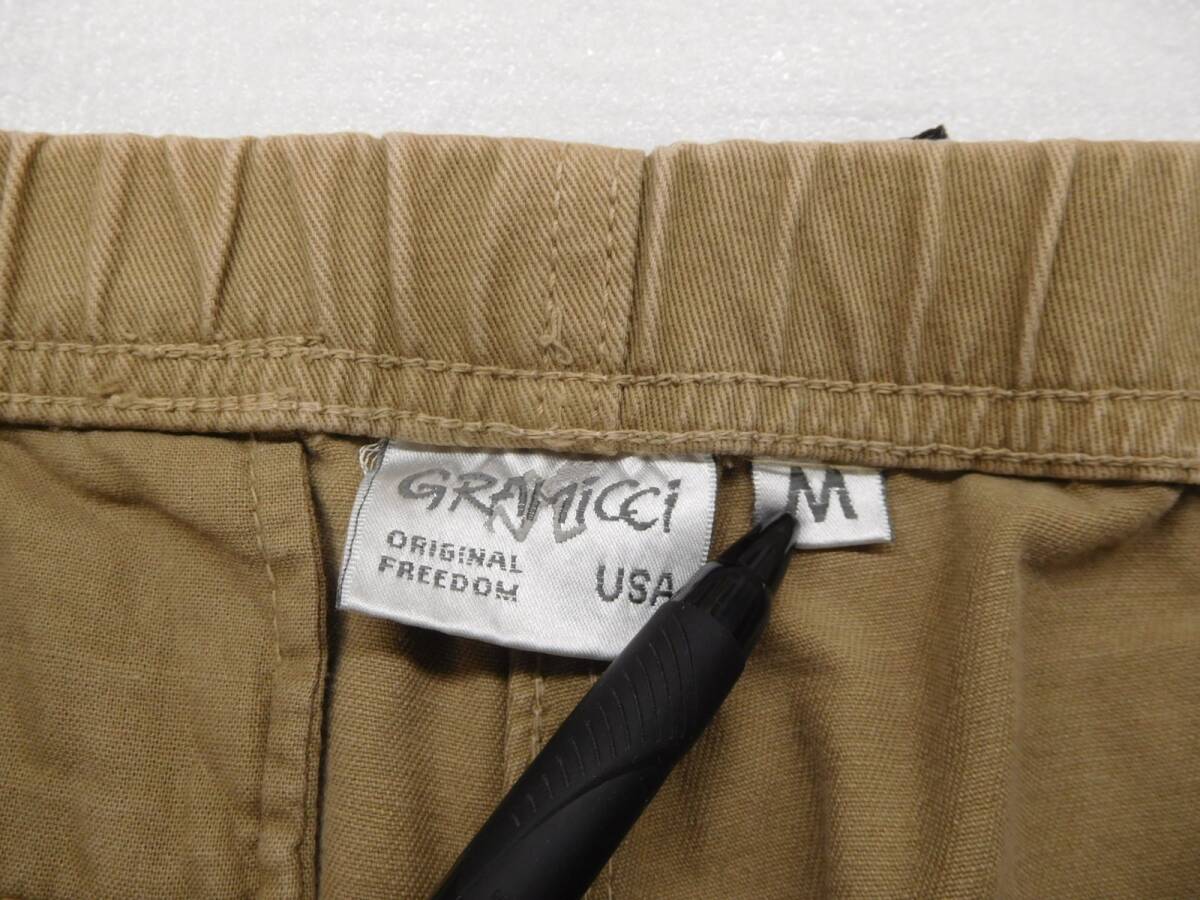 GRAMiCCi
ORIGINAL
FREEDOM
USA
M